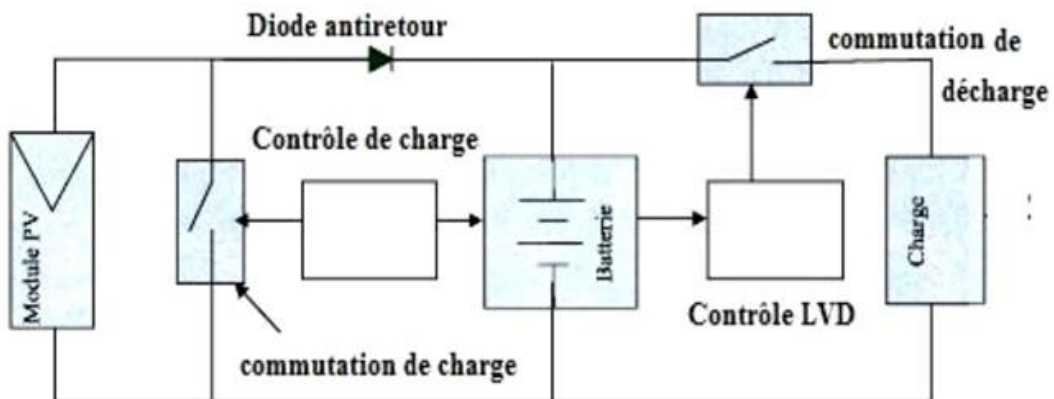 Diode antiretour
commutation de
décharge
Contrôle de charge
Module PV
Batterie
Charge
Contrôle LVD
commutation de charge